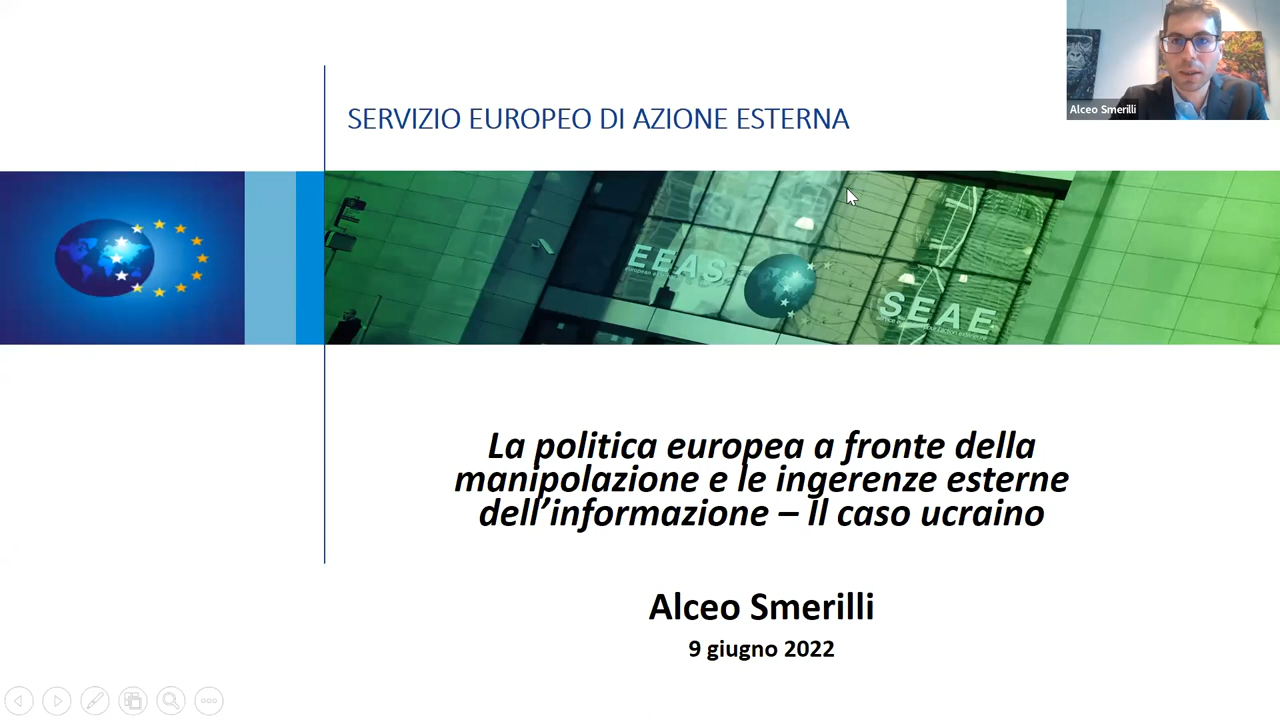 Alceo Smerilli
SERVIZIO EUROPEO DI AZIONE ESTERNA
EEAS
SEAE
La politica europea a fronte della
manipolazione e le ingerenze esterne
dell’informazione – Il caso ucraino
Alceo Smerilli
9 giugno 2022